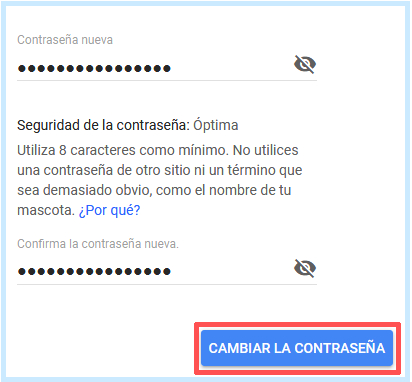 Contraseña nueva
••••••••••••••••
Seguridad de la contraseña: Óptima
Utiliza 8 caracteres como mínimo. No utilices
una contraseña de otro sitio ni un término que
sea demasiado obvio, como el nombre de tu
mascota. ¿Por qué?
Confirma la contraseña nueva.
••••••••••••••••
CAMBIAR LA CONTRASEÑA